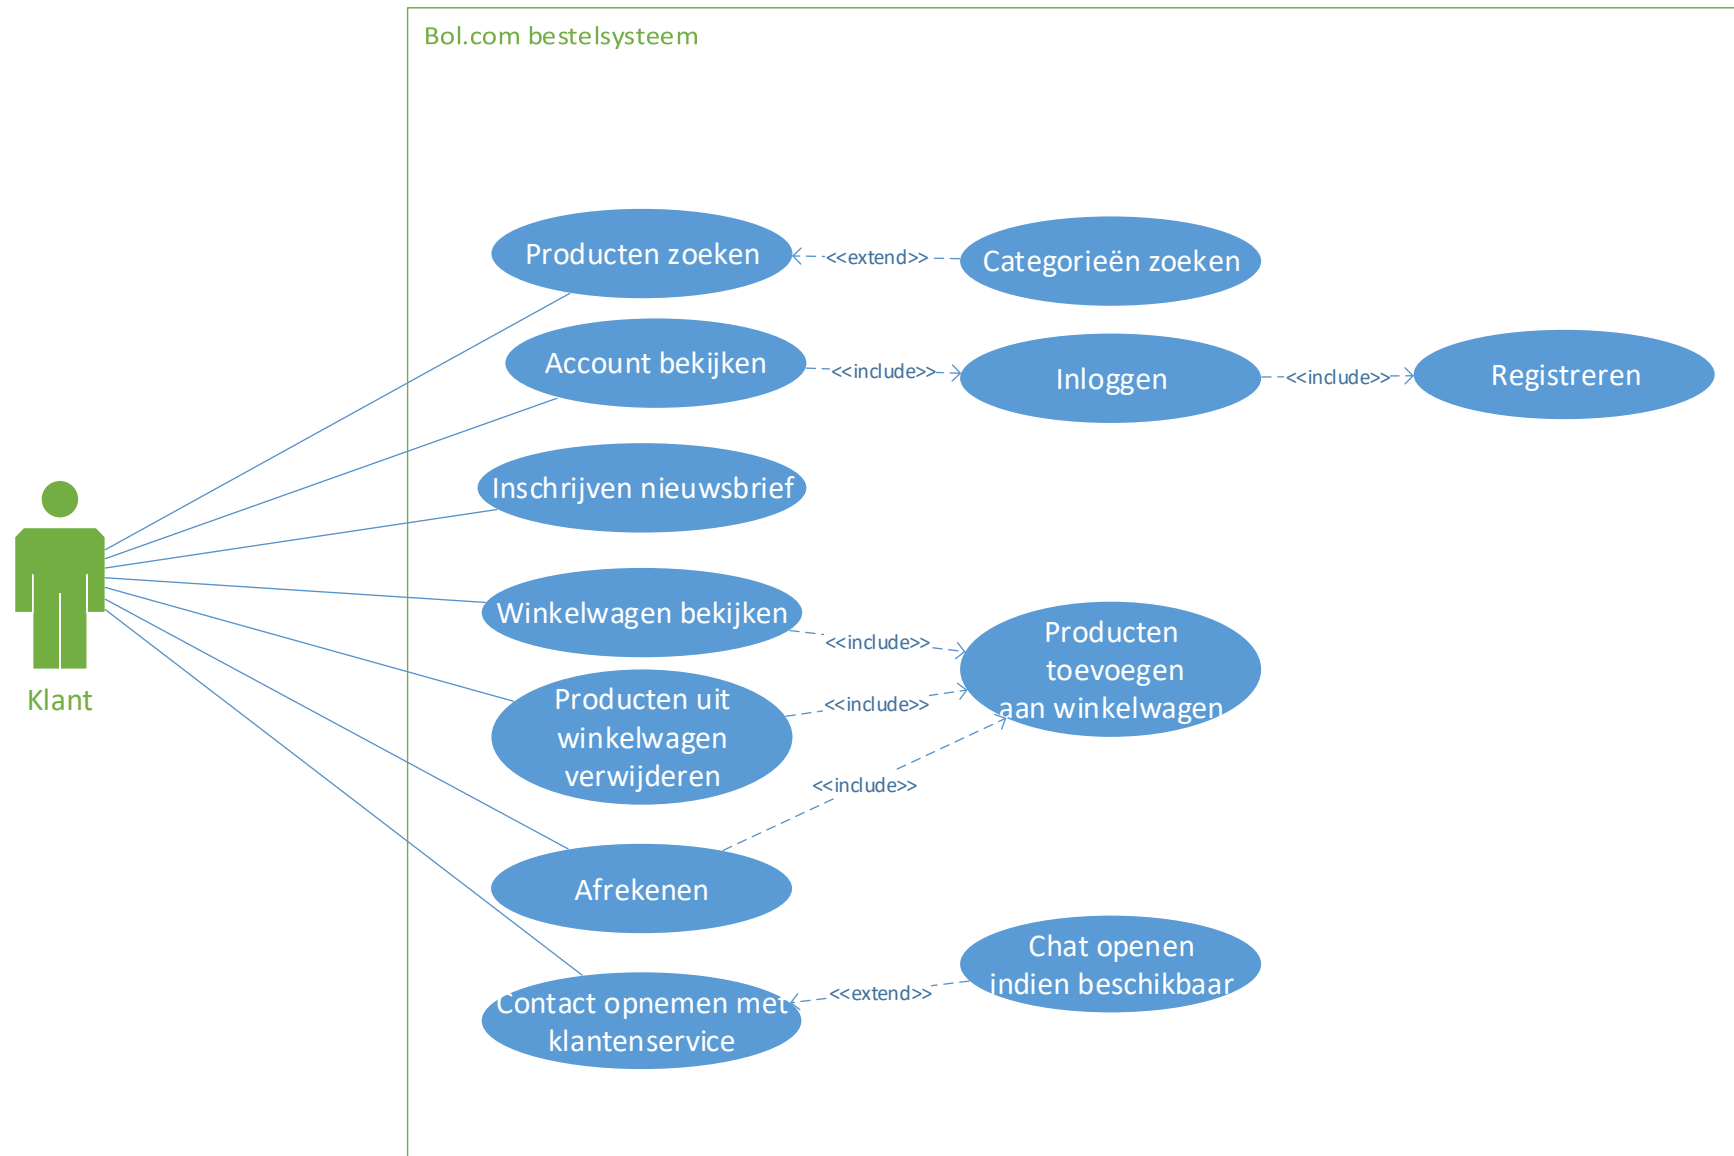 Bol.com bestelsysteem
Producten zoeken
<<extend>>
Categorieën zoeken
Account bekijken
<<include>>
Inloggen
<<include>>
Registreren
Inschrijven nieuwsbrief
Klant
Winkelwagen bekijken
<<include>>
Producten
toevoegen
aan winkelwagen
Producten uit
winkelwagen
verwijderen
<<include>>
<<include>>
Afrekenen
Contact opnemen met
klantenservice
<<extend>>
Chat openen
indien beschikbaar